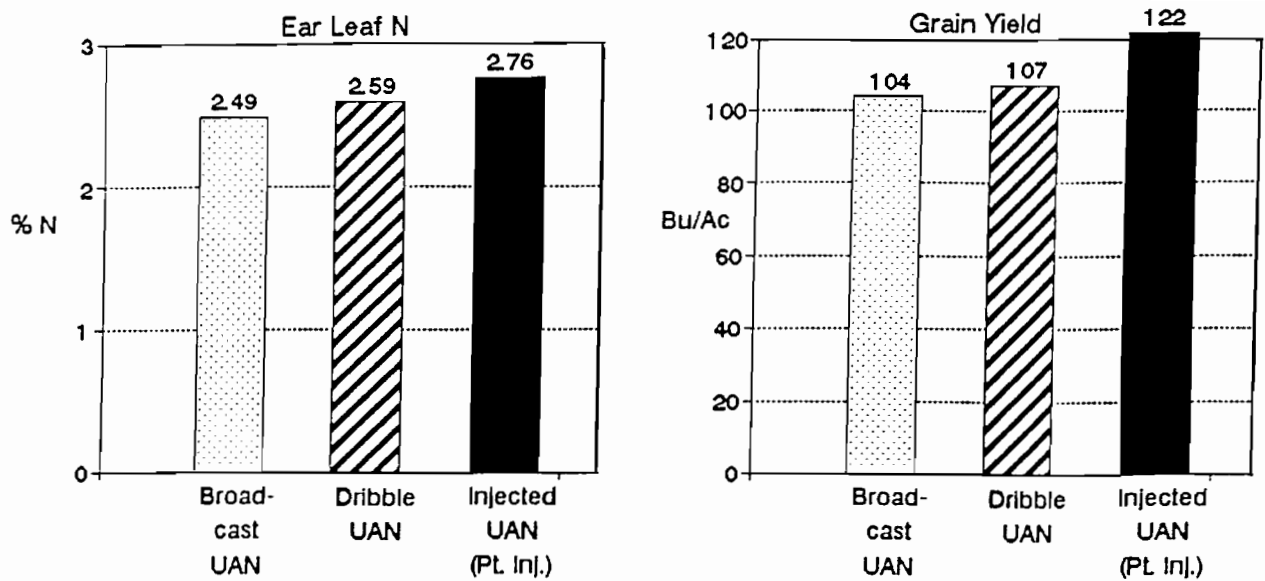 Ear Leaf N
3
2
1
0
% N
2.49
2.59
2.76
Broad-
cast
UAN
Dribble
UAN
Injected
UAN
(Pt. Inj.)
Grain Yield
120
100
80
60
40
20
0
Bu/Ac
104
107
122
Broad-
cast
UAN
Dribble
UAN
Injected
UAN
(Pt. Inj.)